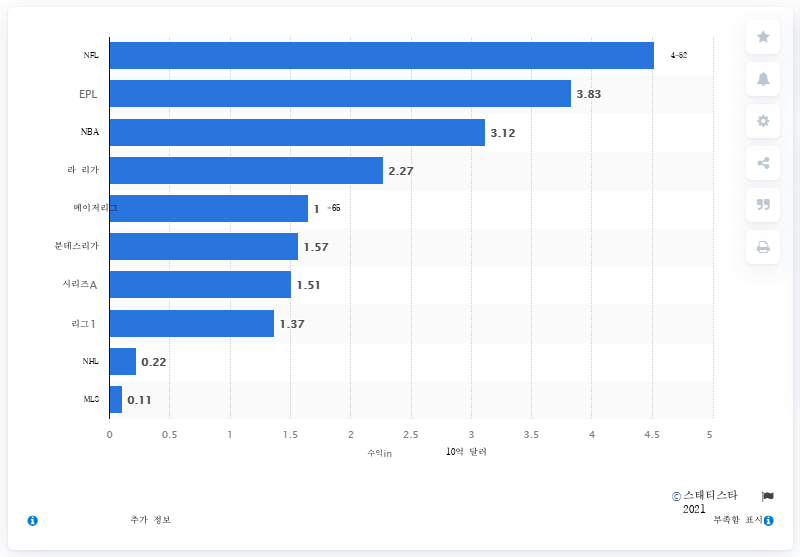 NFL 4-52
EPL 3.83
NBA 3.12
라 리가 2.27
메이저리그 1 -65
분데스리가 1.57
시리즈A 1.51
리그1 1.37
NHL 0.22
MLS 0.11
0 0.5 1 1.5 2 2.5 3 3.5 4 4.5 5
수익in 10억 달러
© 스태티스타
2021
추가 정보 부족함 표시